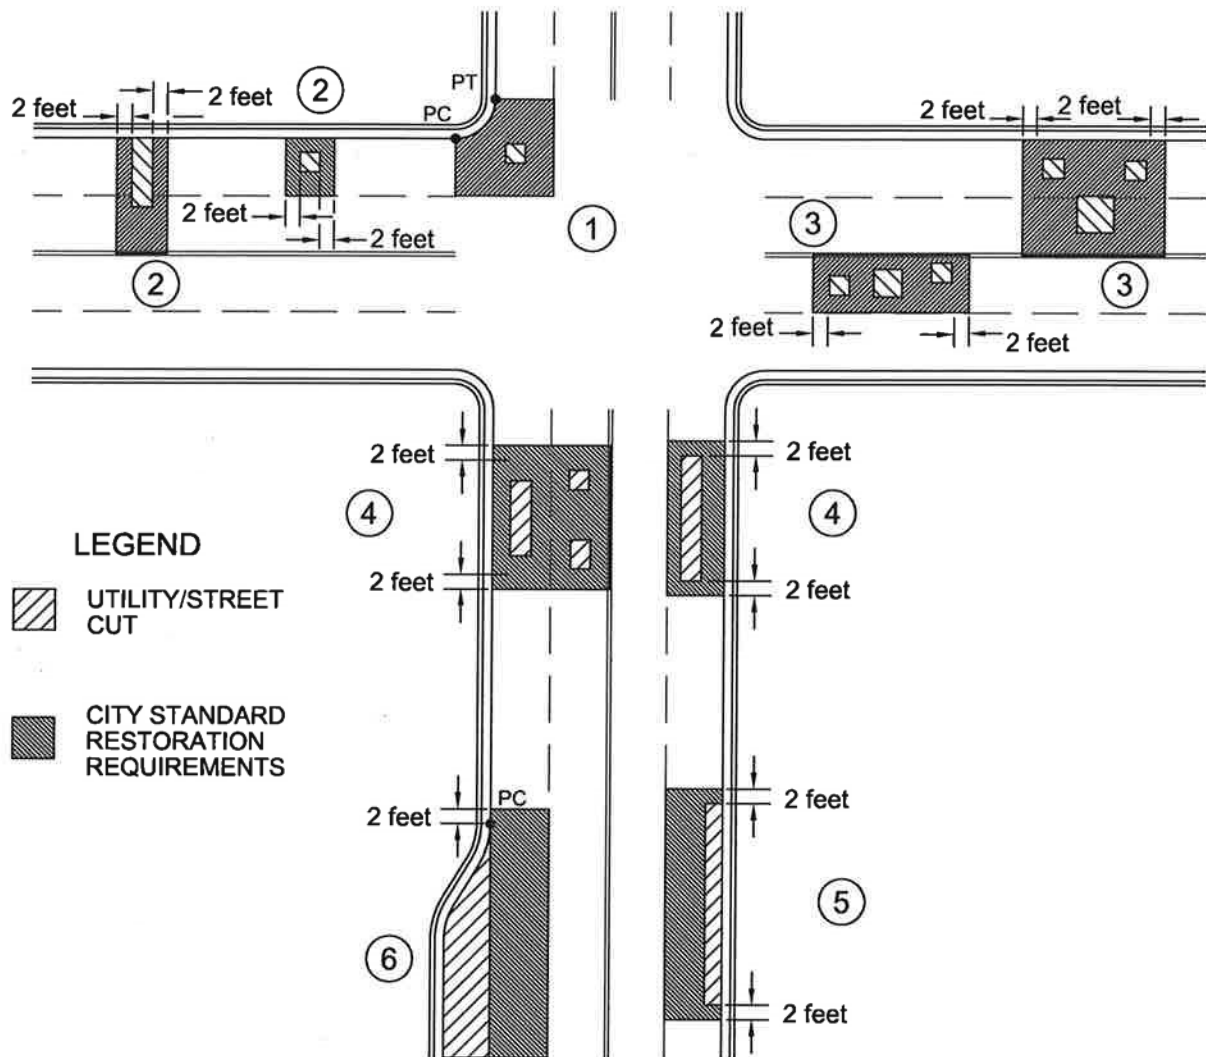 PT
2 feet
2
2 feet
PC
2 feet
2 feet
2 feet
2 feet
1
3
2
3
2 feet
2 feet
2 feet
2 feet
4
4
LEGEND
2 feet
2 feet
UTILITY/STREET
CUT
CITY STANDARD
RESTORATION
REQUIREMENTS
PC
2 feet
2 feet
5
6
2 feet